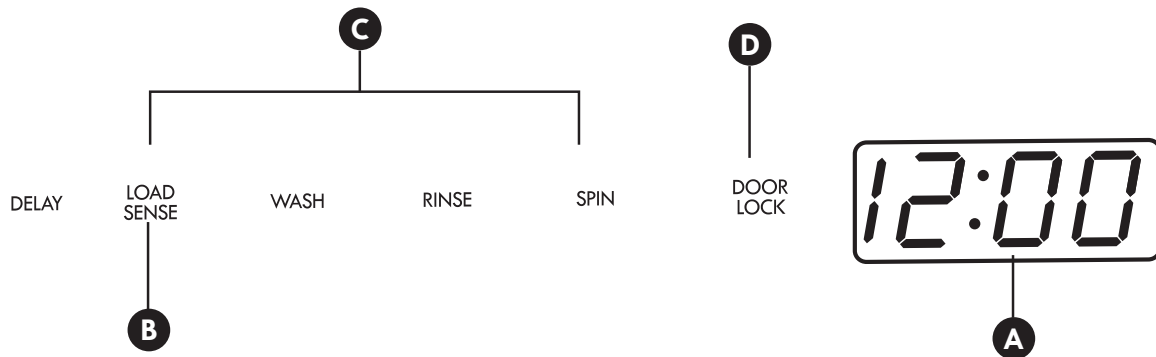 C
D
DELAY
LOAD
SENSE
WASH
RINSE
SPIN
DOOR
LOCK
12:00
B
A